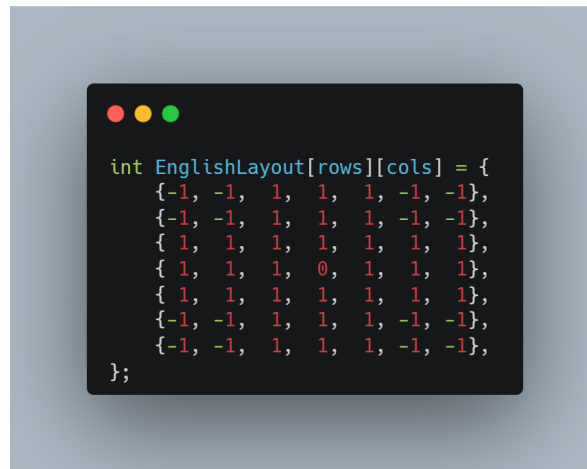 int EnglishLayout[rows][cols] = {
    {-1, -1,  1,  1,  1, -1, -1},
    {-1, -1,  1,  1,  1, -1, -1},
    { 1,  1,  1,  1,  1,  1,  1},
    { 1,  1,  1,  0,  1,  1,  1},
    { 1,  1,  1,  1,  1,  1,  1},
    {-1, -1,  1,  1,  1, -1, -1},
    {-1, -1,  1,  1,  1, -1, -1},
};